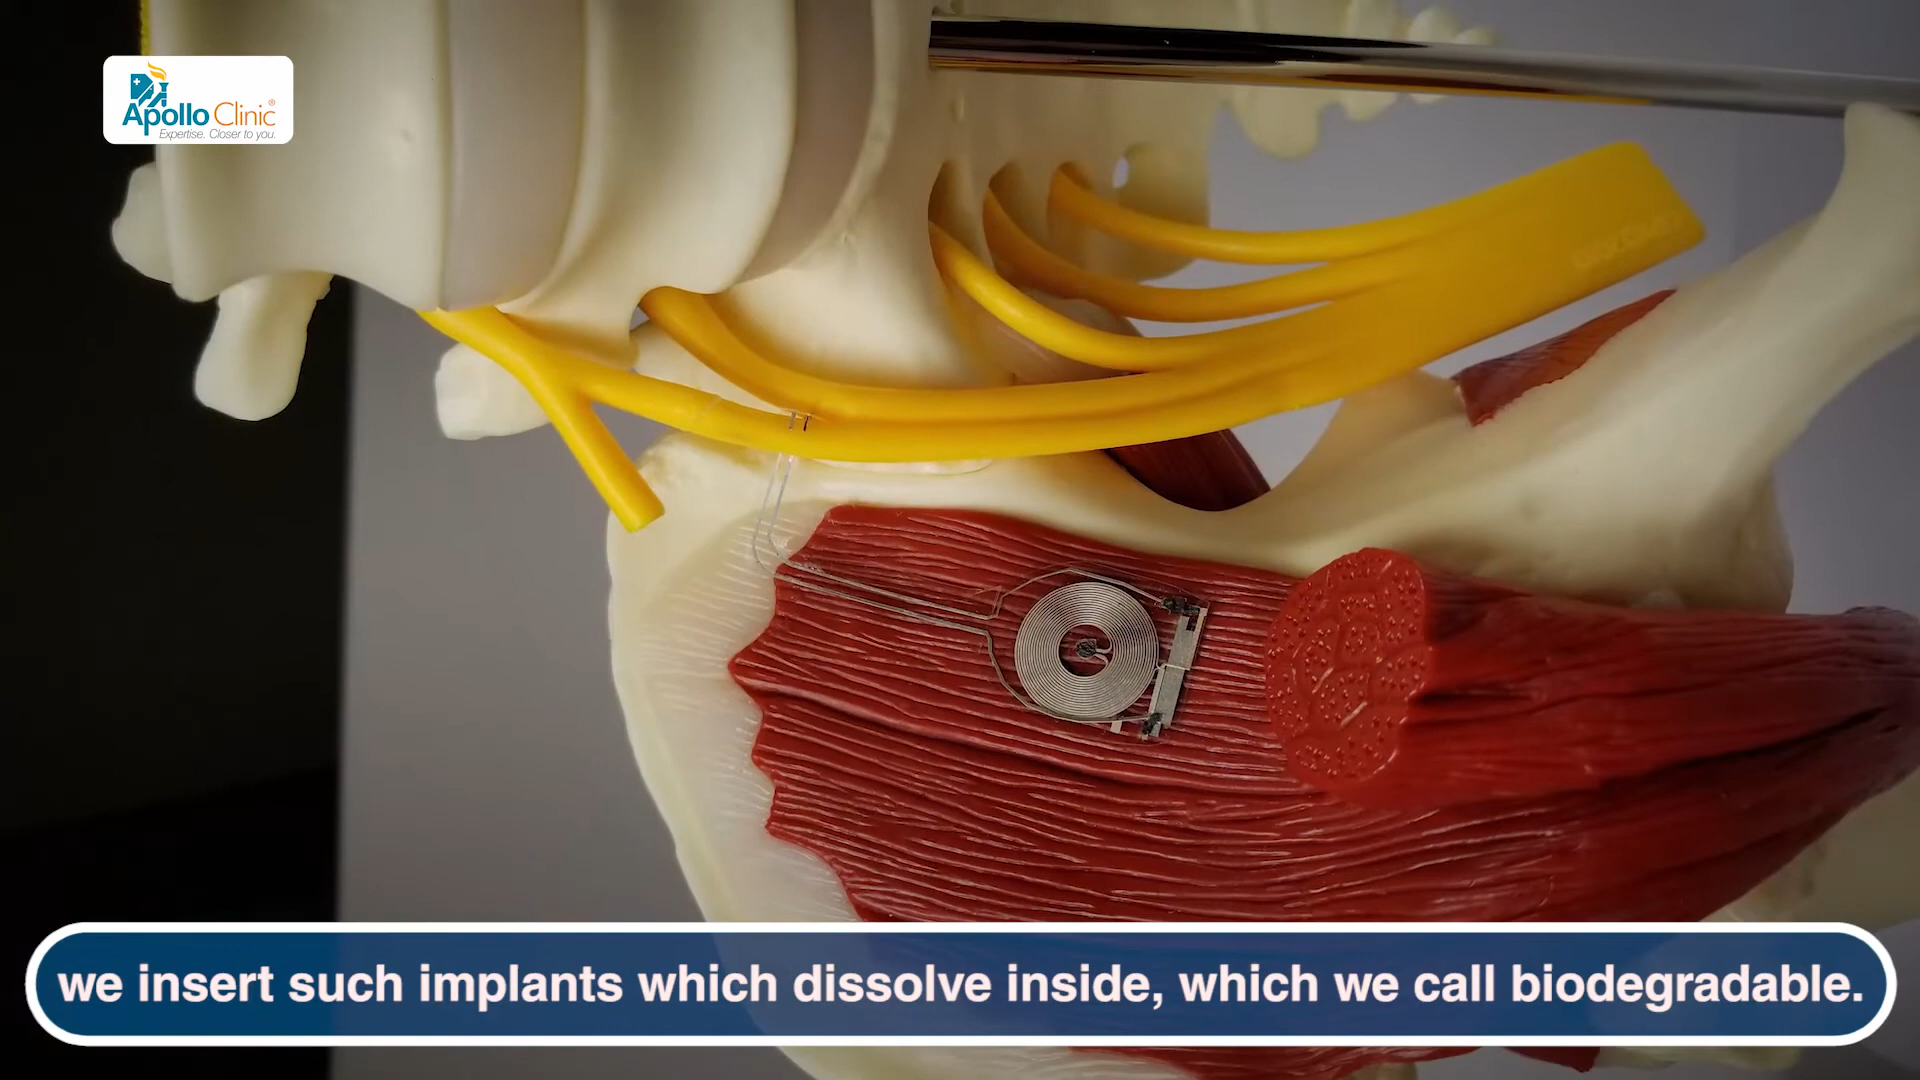 Apollo Clinic®
Expertise. Closer to you.
we insert such implants which dissolve inside, which we call biodegradable.